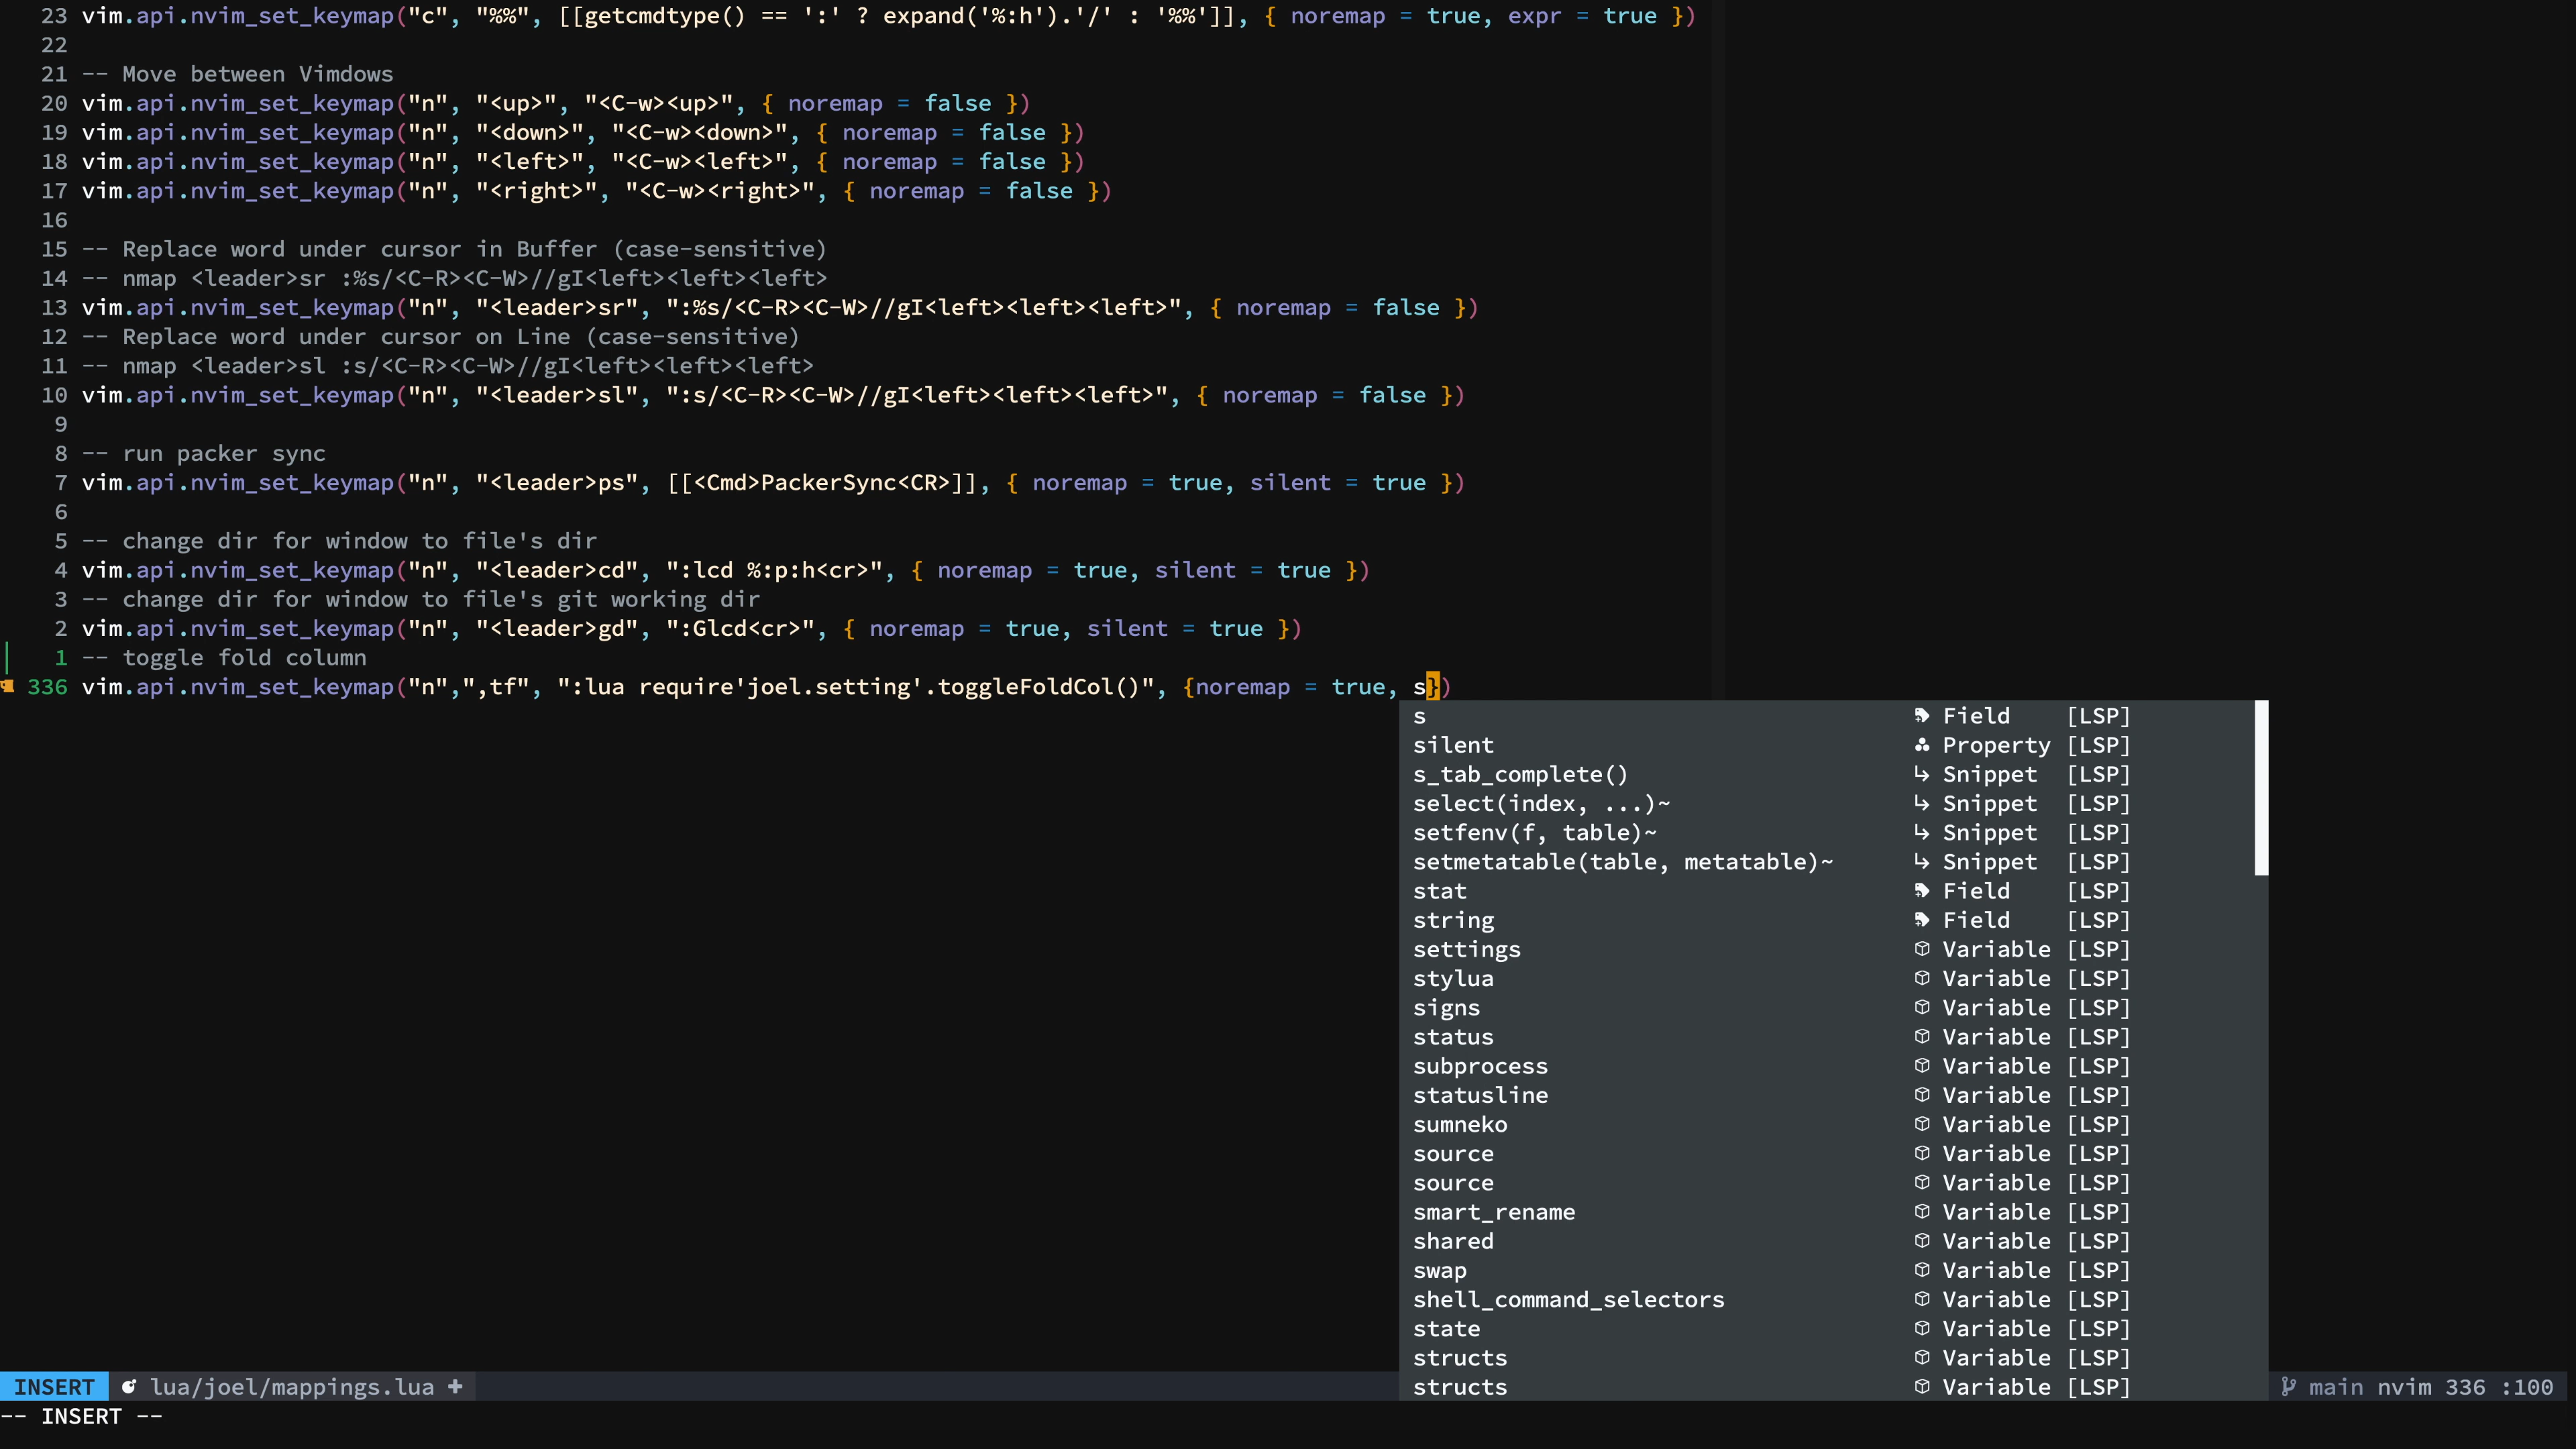 23 vim.api.nvim_set_keymap("c", "%%", [[getcmdtype() == ':' ? expand('%:h').'/' : '%%']], { noremap = true, expr = true })
22
21 -- Move between Vimdows
20 vim.api.nvim_set_keymap("n", "<up>", "<C-w><up>", { noremap = false })
19 vim.api.nvim_set_keymap("n", "<down>", "<C-w><down>", { noremap = false })
18 vim.api.nvim_set_keymap("n", "<left>", "<C-w><left>", { noremap = false })
17 vim.api.nvim_set_keymap("n", "<right>", "<C-w><right>", { noremap = false })
16
15 -- Replace word under cursor in Buffer (case-sensitive)
14 -- nmap <leader>sr :%s/<C-R><C-W>//gI<left><left><left>
13 vim.api.nvim_set_keymap("n", "<leader>sr", ":%s/<C-R><C-W>//gI<left><left><left>", { noremap = false })
12 -- Replace word under cursor on Line (case-sensitive)
11 -- nmap <leader>sl :s/<C-R><C-W>//gI<left><left><left>
10 vim.api.nvim_set_keymap("n", "<leader>sl", ":s/<C-R><C-W>//gI<left><left><left>", { noremap = false })
9
8 -- run packer sync
7 vim.api.nvim_set_keymap("n", "<leader>ps", [[<Cmd>PackerSync<CR>]], { noremap = true, silent = true })
6
5 -- change dir for window to file's dir
4 vim.api.nvim_set_keymap("n", "<leader>cd", ":lcd %:p:h<cr>", { noremap = true, silent = true })
3 -- change dir for window to file's git working dir
2 vim.api.nvim_set_keymap("n", "<leader>gd", ":Glcd<cr>", { noremap = true, silent = true })
1 -- toggle fold column
336 vim.api.nvim_set_keymap("n",",tf", ":lua require'joel.setting'.toggleFoldCol()", {noremap = true, s})
s Field [LSP]
silent Property [LSP]
s_tab_complete() Snippet [LSP]
select(index, ...)~ Snippet [LSP]
setfenv(f, table)~ Snippet [LSP]
setmetatable(table, metatable)~ Snippet [LSP]
stat Field [LSP]
string Field [LSP]
settings Variable [LSP]
stylua Variable [LSP]
signs Variable [LSP]
status Variable [LSP]
subprocess Variable [LSP]
statusline Variable [LSP]
sumneko Variable [LSP]
source Variable [LSP]
source Variable [LSP]
smart_rename Variable [LSP]
shared Variable [LSP]
swap Variable [LSP]
shell_command_selectors Variable [LSP]
state Variable [LSP]
structs Variable [LSP]
structs Variable [LSP]
INSERT lua/joel/mappings.lua + main nvim 336 :100
-- INSERT --